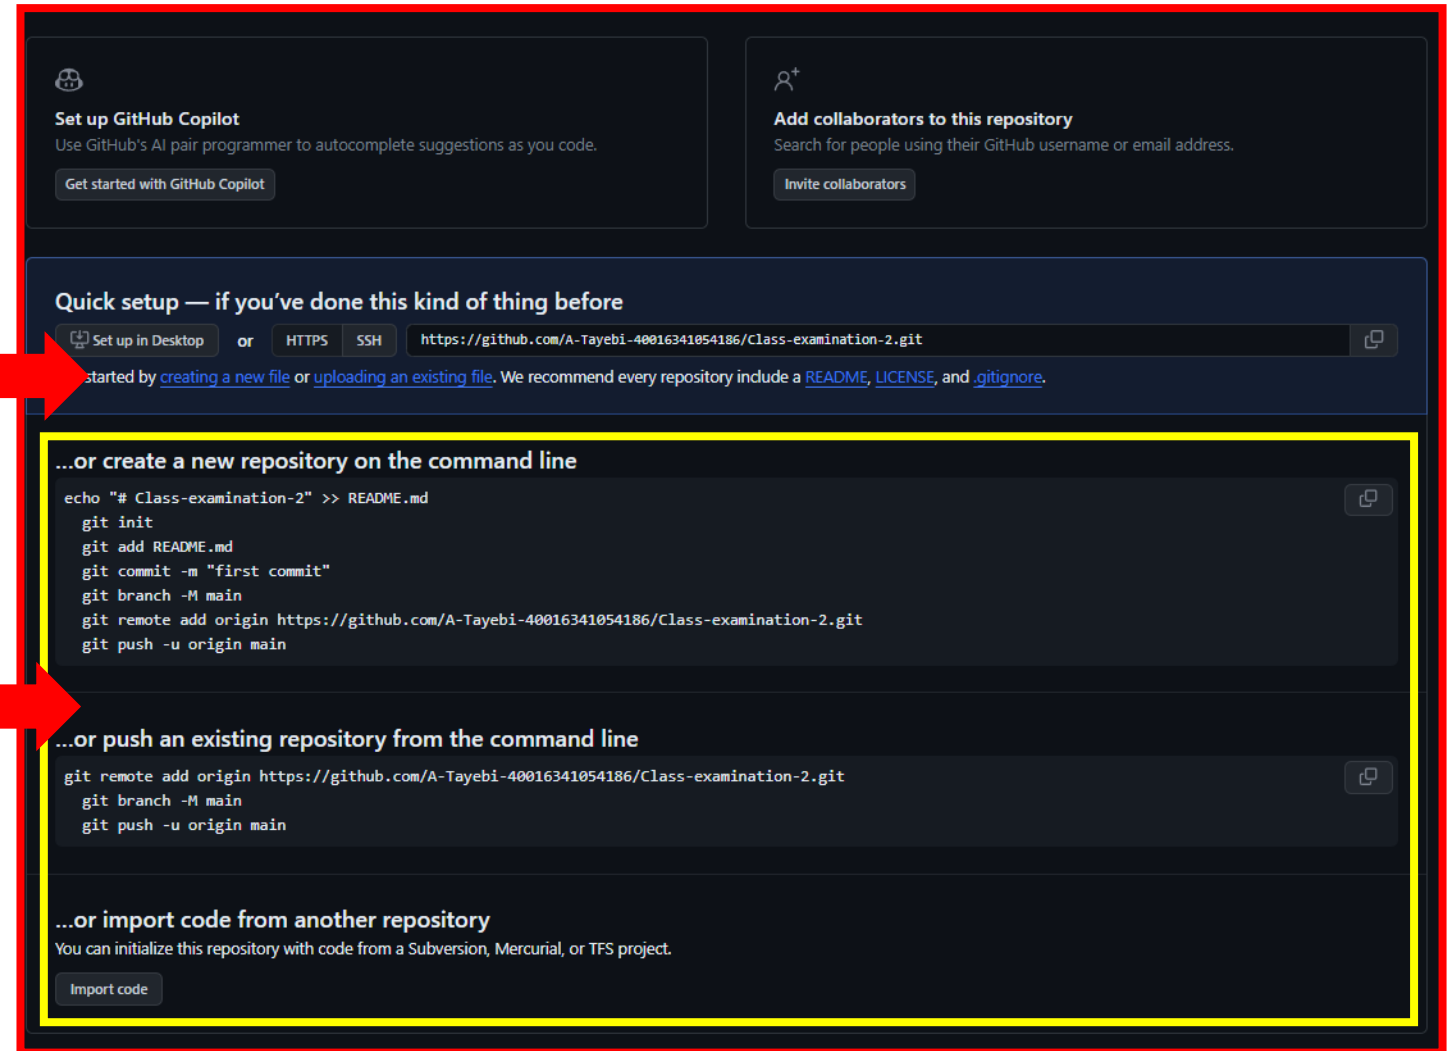 Set up GitHub Copilot
Use GitHub's AI pair programmer to autocomplete suggestions as you code.
Get started with GitHub Copilot
Add collaborators to this repository
Search for people using their GitHub username or email address.
Invite collaborators
Quick setup — if you've done this kind of thing before
Set up in Desktop or HTTPS SSH https://github.com/A-Tayebi-40016341054186/Class-examination-2.git
started by creating a new file or uploading an existing file. We recommend every repository include a README, LICENSE, and .gitignore.
...or create a new repository on the command line
echo "# Class-examination-2" >> README.md
git init
git add README.md
git commit -m "first commit"
git branch -M main
git remote add origin https://github.com/A-Tayebi-40016341054186/Class-examination-2.git
git push -u origin main
...or push an existing repository from the command line
git remote add origin https://github.com/A-Tayebi-40016341054186/Class-examination-2.git
git branch -M main
git push -u origin main
...or import code from another repository
You can initialize this repository with code from a Subversion, Mercurial, or TFS project.
Import code